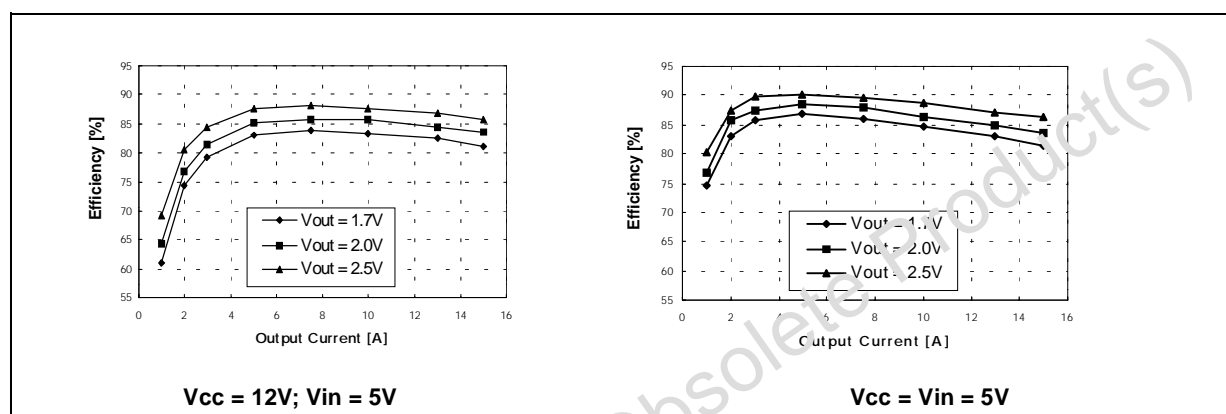 95
90
85
80
75
70
65
60
55
Efficiency [%]
Vout = 1.7V
Vout = 2.0V
Vout = 2.5V
0 2 4 6 8 10 12 14 16
Output Current [A]
Vcc = 12V; Vin = 5V
95
90
85
80
75
70
65
60
55
Efficiency [%]
Vout = 1.7V
Vout = 2.0V
Vout = 2.5V
0 2 4 6 8 10 12 14 16
Output Current [A]
Vcc = Vin = 5V
Obsolete Product(s)